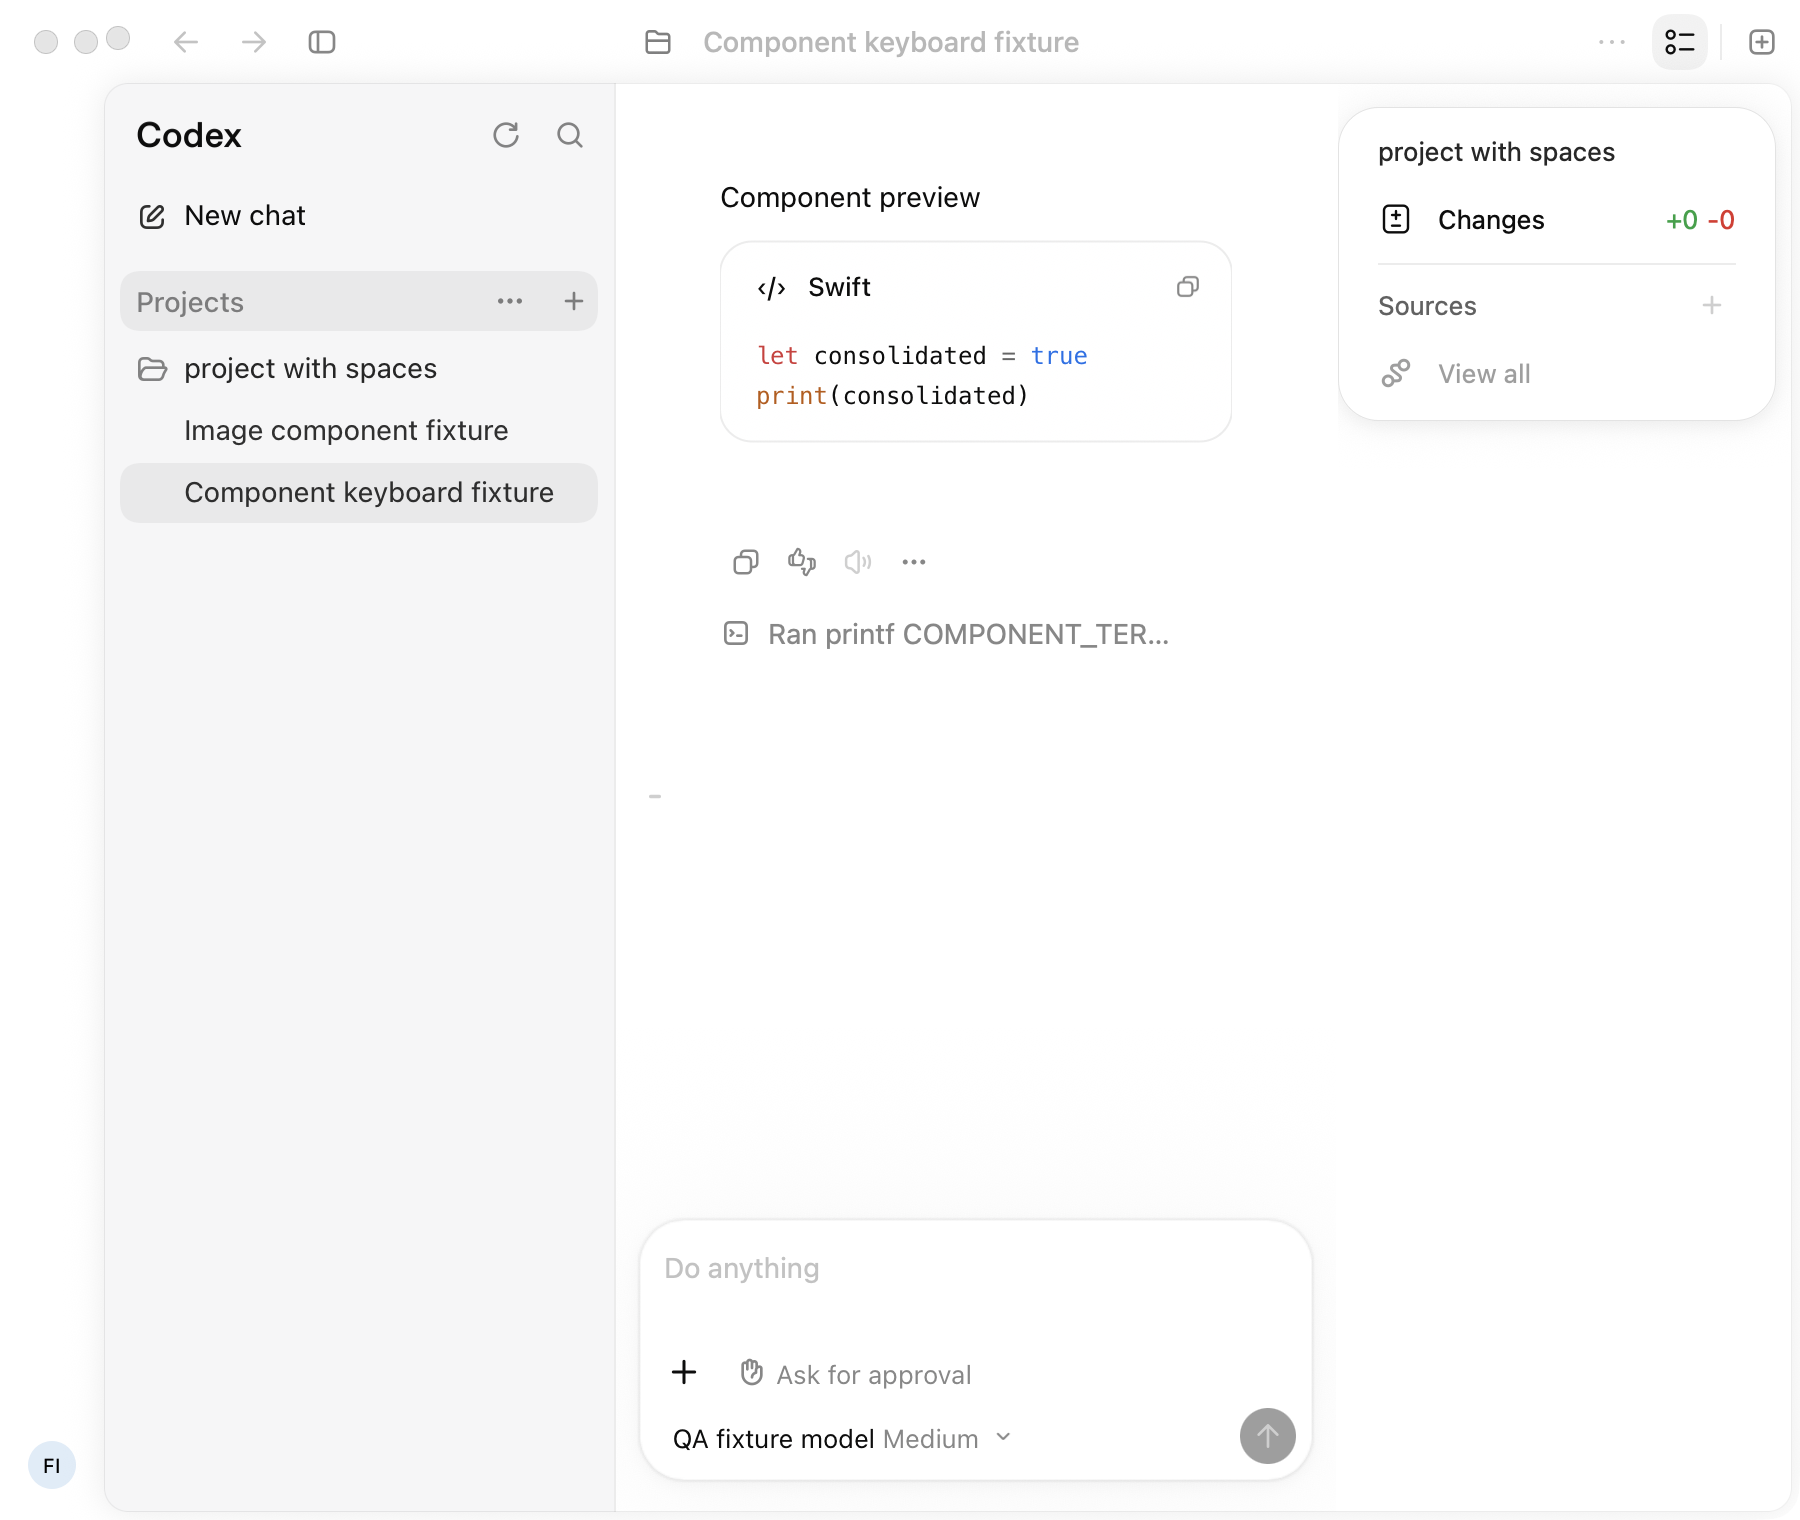 Component keyboard fixture
Codex
New chat
Projects
project with spaces
Image component fixture
Component keyboard fixture
FI
Component preview
</> Swift
let consolidated = true
print(consolidated)
Ran printf COMPONENT_TER...
Do anything
Ask for approval
QA fixture model Medium
project with spaces
Changes +0 -0
Sources
View all